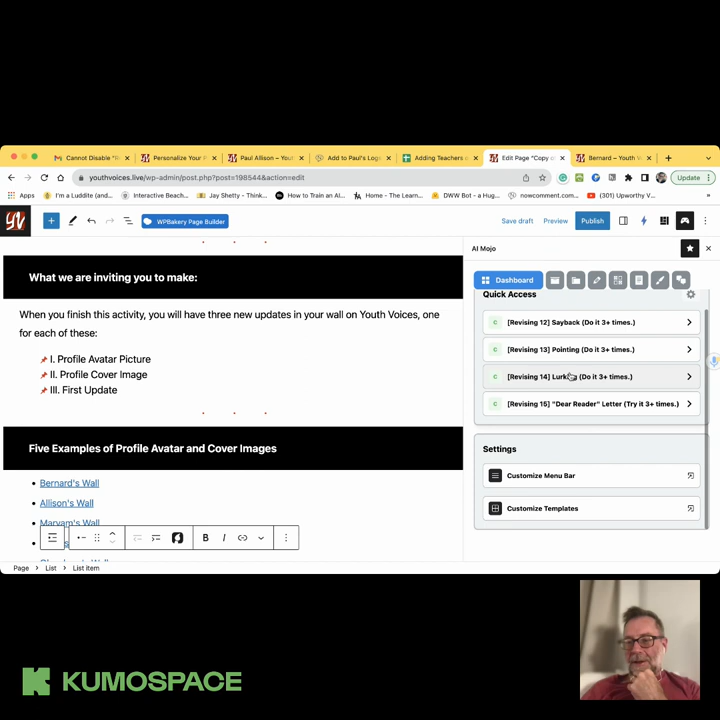 Cannot Disable "R
Personalize Your P
Paul Allison – Yout
Add to Paul's Logs
Adding Teachers w
Edit Page "Copy o
Bernard – Youth V
youthvoices.live/wp-admin/post.php?post=198544&action=edit
Update
Apps
I'm a Luddite (and...
Interactive Beach...
Jay Shetty - Think...
How to Train an AI...
Home - The Learn...
DWW Bot - a Hug...
nowcomment.com...
(301) Upworthy V...
WPBakery Page Builder
Save draft
Preview
Publish
AI Mojo
Dashboard
Quick Access
[Revising 12] Sayback (Do it 3+ times.)
[Revising 13] Pointing (Do it 3+ times.)
[Revising 14] (Do it 3+ times.)
[Revising 15] "Dear Reader" Letter (Try it 3+ times.)
Settings
Customize Menu Bar
Customize Templates
What we are inviting you to make:
When you finish this activity, you will have three new updates in your wall on Youth Voices, one
for each of these:
I. Profile Avatar Picture
II. Profile Cover Image
III. First Update
Five Examples of Profile Avatar and Cover Images
Bernard's Wall
Allison's Wall
Maryam's Wall
B I
Page > List > List item
KUMOSPACE